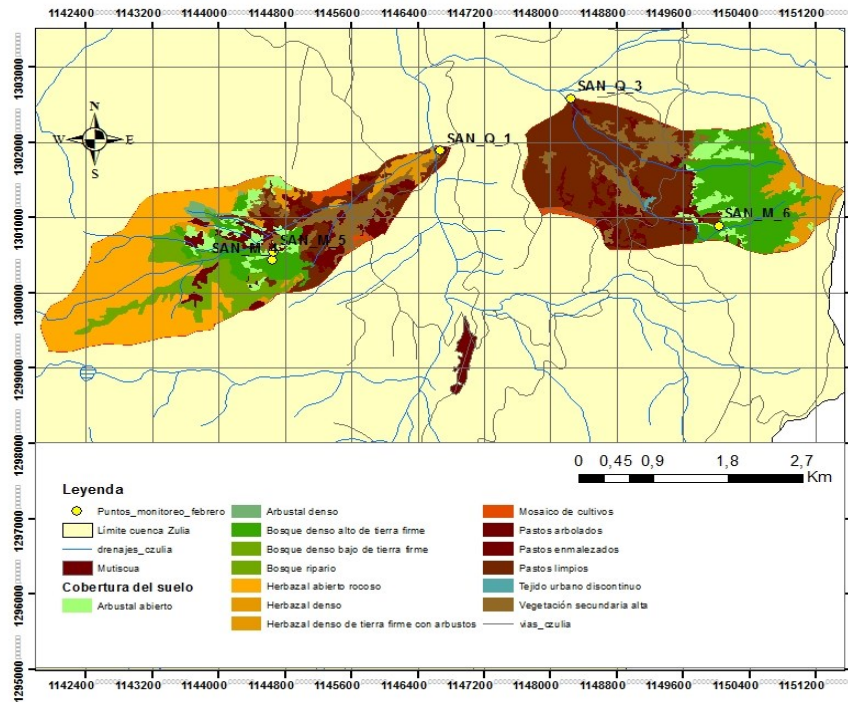 1142400 1143200 1144000 1144800 1145600 1146400 1147200 1148000 1148800 1149600 1150400 1151200
1303000
1302000
1301000
1300000
1299000
1298000
1297000
1296000
1295000
N
W E
S
SAN_Q_3
SAN_Q_1
SAN_M_6
SAN_M_5
SAN_M_4
0 0,45 0,9 1,8 2,7
Km
Leyenda
Puntos_monitoreo_febrero
Límite cuenca Zulia
drenajes_czulia
Mutiscua
Cobertura del suelo
Arbustal abierto
Arbustal denso
Bosque denso alto de tierra firme
Bosque denso bajo de tierra firme
Bosque ripario
Herbazal abierto rocoso
Herbazal denso
Herbazal denso de tierra firme con arbustos
Mosaico de cultivos
Pastos arbolados
Pastos enmalezados
Pastos limpios
Tejido urbano discontinuo
Vegetación secundaria alta
vias_czulia
1142400 1143200 1144000 1144800 1145600 1146400 1147200 1148000 1148800 1149600 1150400 1151200